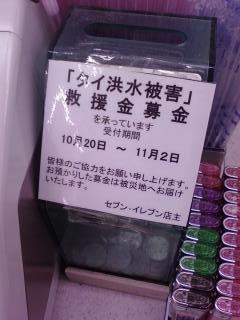 「タイ洪水被害」
救援金募金
を承っています
受付期間
10月20日 ～ 11月2日
皆様のご協力をお願い申し上げます。
お預かりした募金は被災地へお届け
いたします。
セブン‐イレブン店主